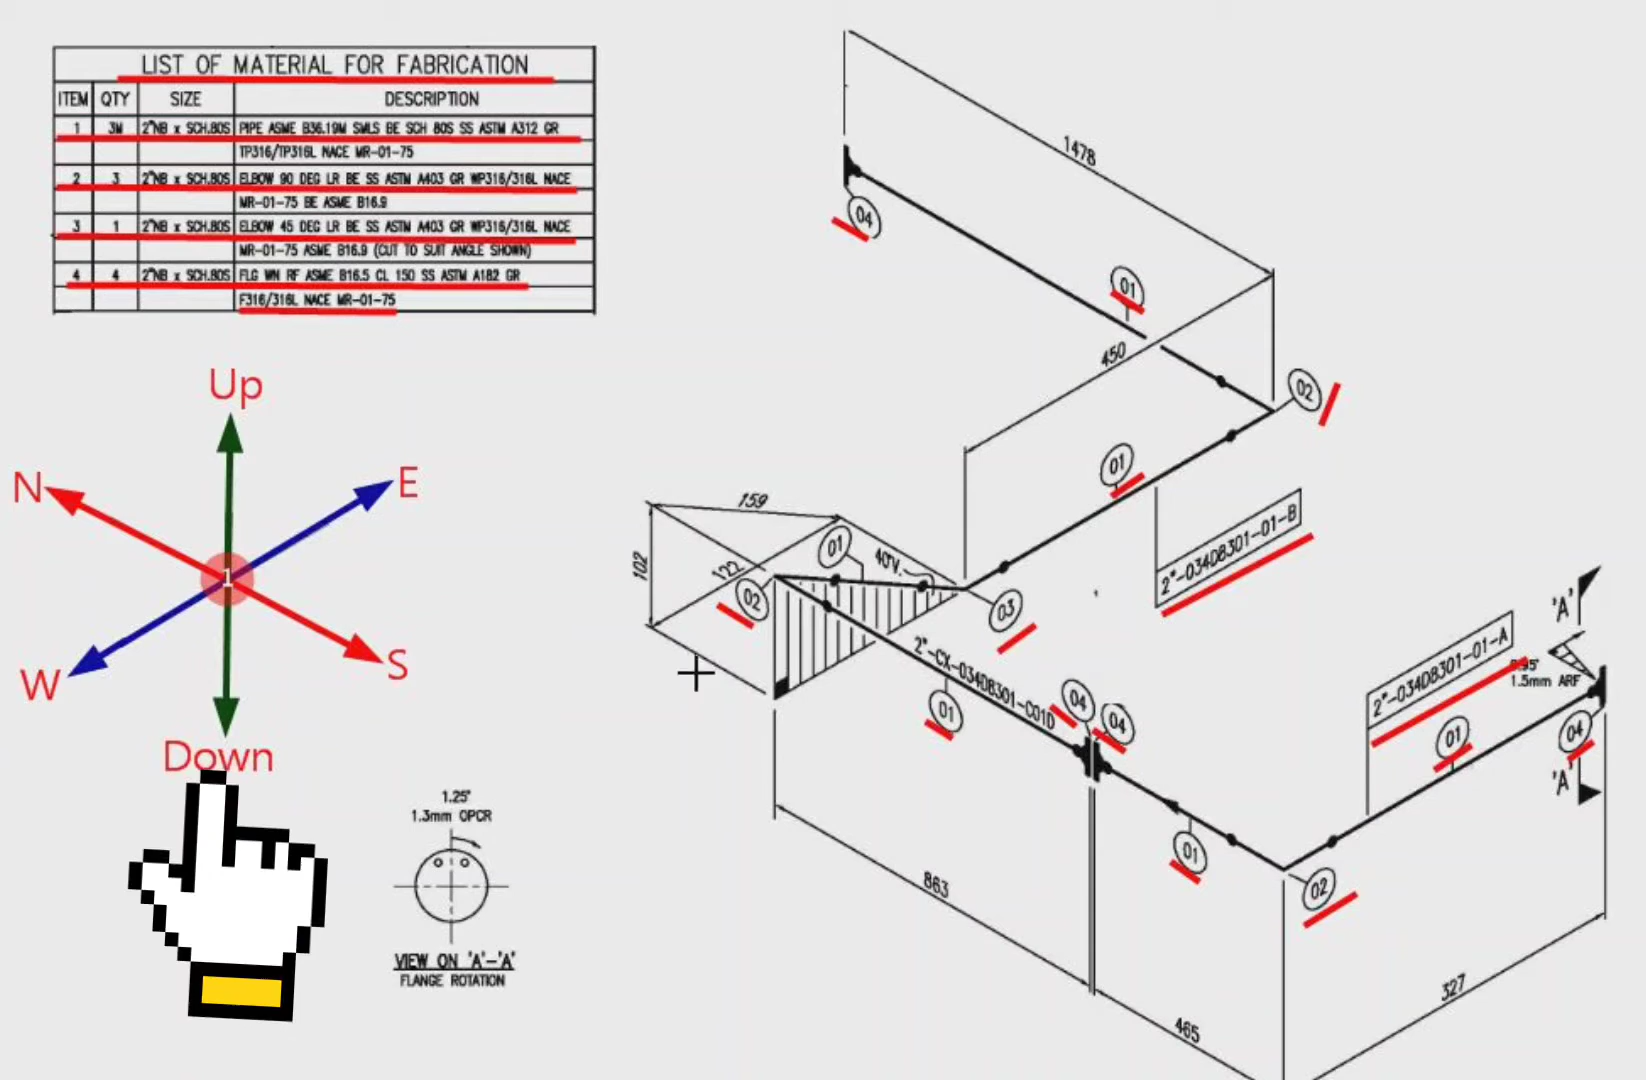 LIST OF MATERIAL FOR FABRICATION
ITEM QTY SIZE DESCRIPTION
1 3M 2"NB x SCH.80S PIPE ASME B36.19M SMLS BE SCH 80S SS ASTM A312 GR
TP316/TP316L NACE MR-01-75
2 3 2"NB x SCH.80S ELBOW 90 DEG LR BE SS ASTM A403 GR WP316/316L NACE
MR-01-75 BE ASME B16.9
3 1 2"NB x SCH.80S ELBOW 45 DEG LR BE SS ASTM A403 GR WP316/316L NACE
MR-01-75 ASME B16.9 (CUT TO SUIT ANGLE SHOWN)
4 4 2"NB x SCH.80S FLG WN RF ASME B16.5 CL 150 SS ASTM A182 GR
F316/316L NACE MR-01-75
Up
N
E
1
W
S
Down
1.25°
1.3mm OPCR
VIEW ON 'A'-'A'
FLANGE ROTATION
1478
04
01
450
02
01
2"-034DB301-01-B
159
01
40°V.
102
122
02
03
2"-CX-034DB301-C01D
01
04
04
'A'
2"-034DB301-01-A
1.5mm ARF
01
04
'A'
01
02
863
465
327